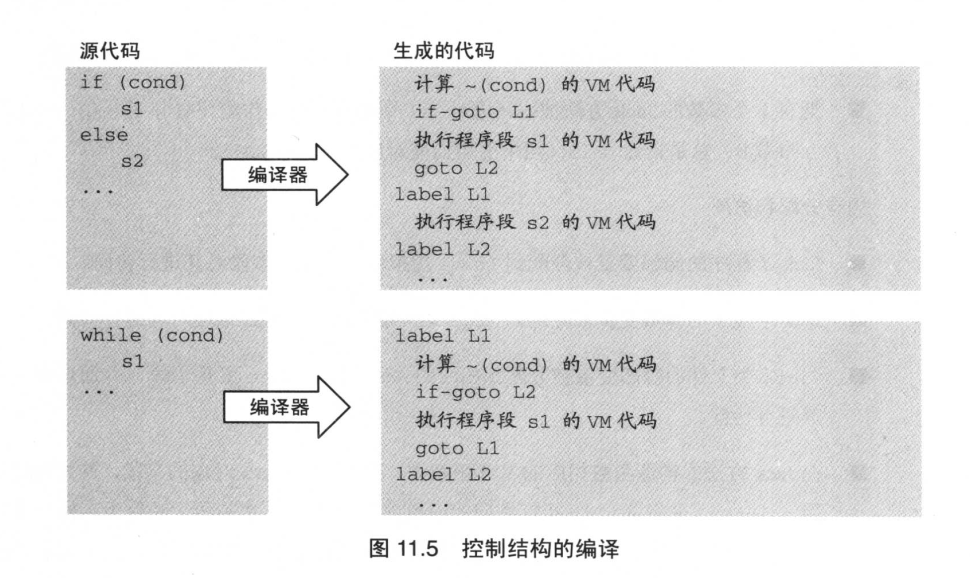 源代码
if (cond)
s1
else
s2
...
编译器
生成的代码
计算 ~(cond) 的 VM 代码
if-goto L1
执行程序段 s1 的 VM 代码
goto L2
label L1
执行程序段 s2 的 VM 代码
label L2
...
while (cond)
s1
...
编译器
label L1
计算 ~(cond) 的 VM 代码
if-goto L2
执行程序段 s1 的 VM 代码
goto L1
label L2
...
图 11.5 控制结构的编译